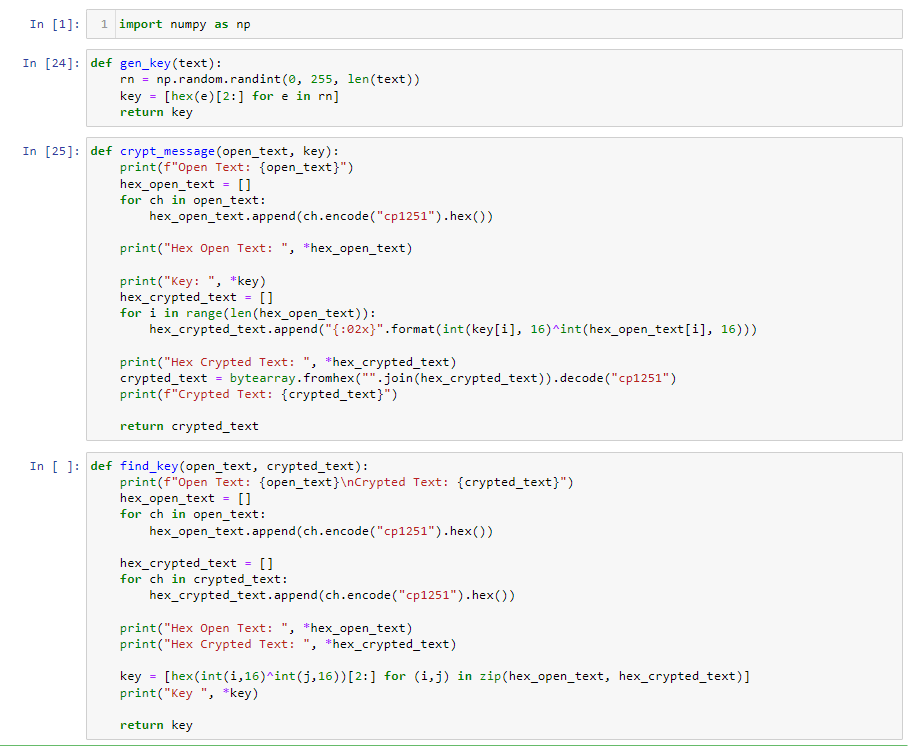 In [1]: 1 import numpy as np
In [24]: def gen_key(text):
    rn = np.random.randint(0, 255, len(text))
    key = [hex(e)[2:] for e in rn]
    return key
In [25]: def crypt_message(open_text, key):
    print(f"Open Text: {open_text}")
    hex_open_text = []
    for ch in open_text:
        hex_open_text.append(ch.encode("cp1251").hex())
    print("Hex Open Text: ", *hex_open_text)
    print("Key: ", *key)
    hex_crypted_text = []
    for i in range(len(hex_open_text)):
        hex_crypted_text.append("{:02x}".format(int(key[i], 16)^int(hex_open_text[i], 16)))
    print("Hex Crypted Text: ", *hex_crypted_text)
    crypted_text = bytearray.fromhex("".join(hex_crypted_text)).decode("cp1251")
    print(f"Crypted Text: {crypted_text}")
    return crypted_text
In [ ]: def find_key(open_text, crypted_text):
    print(f"Open Text: {open_text}\nCrypted Text: {crypted_text}")
    hex_open_text = []
    for ch in open_text:
        hex_open_text.append(ch.encode("cp1251").hex())
    hex_crypted_text = []
    for ch in crypted_text:
        hex_crypted_text.append(ch.encode("cp1251").hex())
    print("Hex Open Text: ", *hex_open_text)
    print("Hex Crypted Text: ", *hex_crypted_text)
    key = [hex(int(i,16)^int(j,16))[2:] for (i,j) in zip(hex_open_text, hex_crypted_text)]
    print("Key ", *key)
    return key